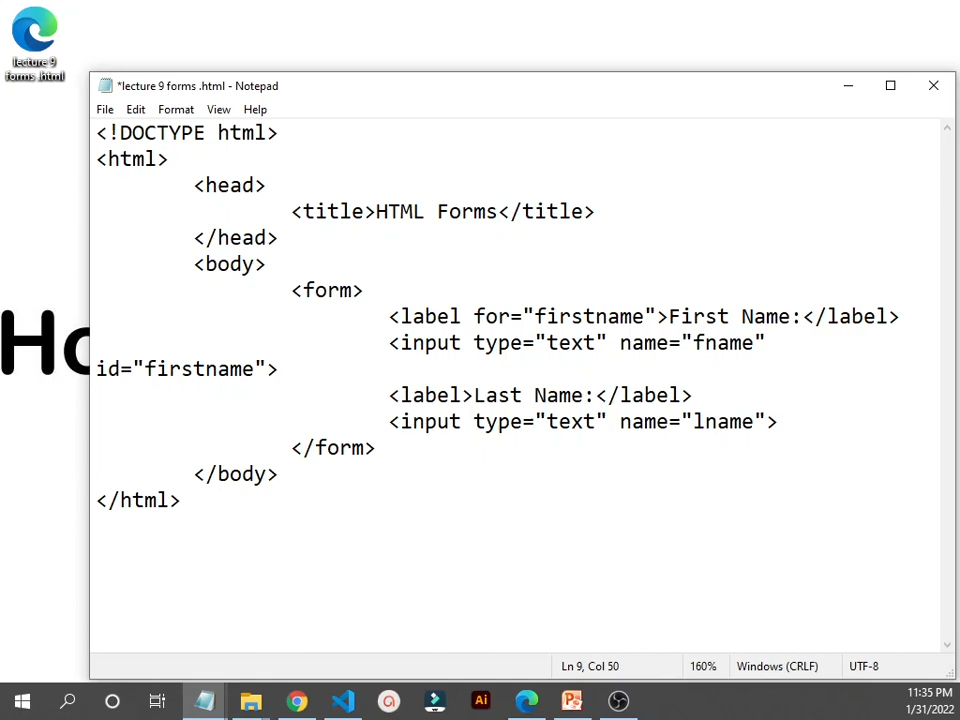 lecture 9
forms .html
*lecture 9 forms .html - Notepad
File Edit Format View Help
<!DOCTYPE html>
<html>
<head>
<title>HTML Forms</title>
</head>
<body>
<form>
<label for="firstname">First Name:</label>
<input type="text" name="fname"
id="firstname">
<label>Last Name:</label>
<input type="text" name="lname">
</form>
</body>
</html>
Ln 9, Col 50 160% Windows (CRLF) UTF-8
Ai
11:35 PM
1/31/2022